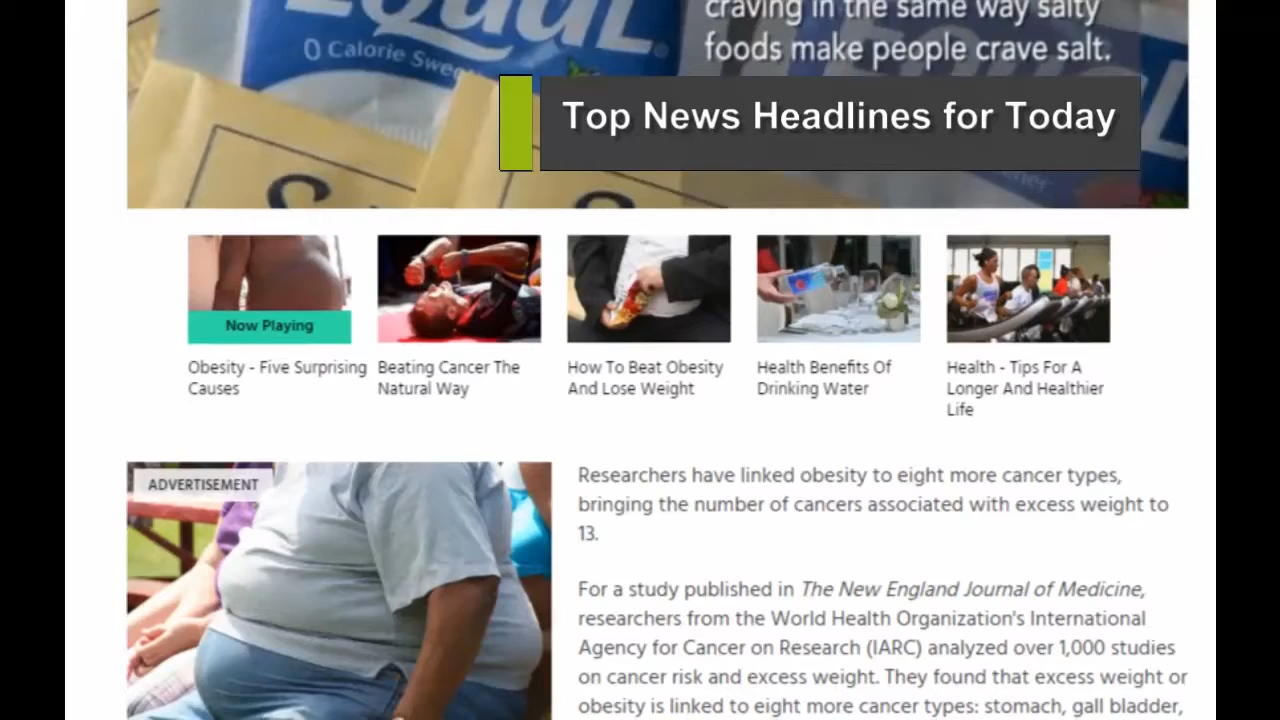 craving in the same way salty
foods make people crave salt.
EQUAL
0 Calorie
Top News Headlines for Today
Now Playing
Obesity - Five Surprising
Causes
Beating Cancer The
Natural Way
How To Beat Obesity
And Lose Weight
Health Benefits Of
Drinking Water
Health - Tips For A
Longer And Healthier
Life
ADVERTISEMENT
Researchers have linked obesity to eight more cancer types,
bringing the number of cancers associated with excess weight to
13.
For a study published in The New England Journal of Medicine,
researchers from the World Health Organization's International
Agency for Cancer on Research (IARC) analyzed over 1,000 studies
on cancer risk and excess weight. They found that excess weight or
obesity is linked to eight more cancer types: stomach, gall bladder,